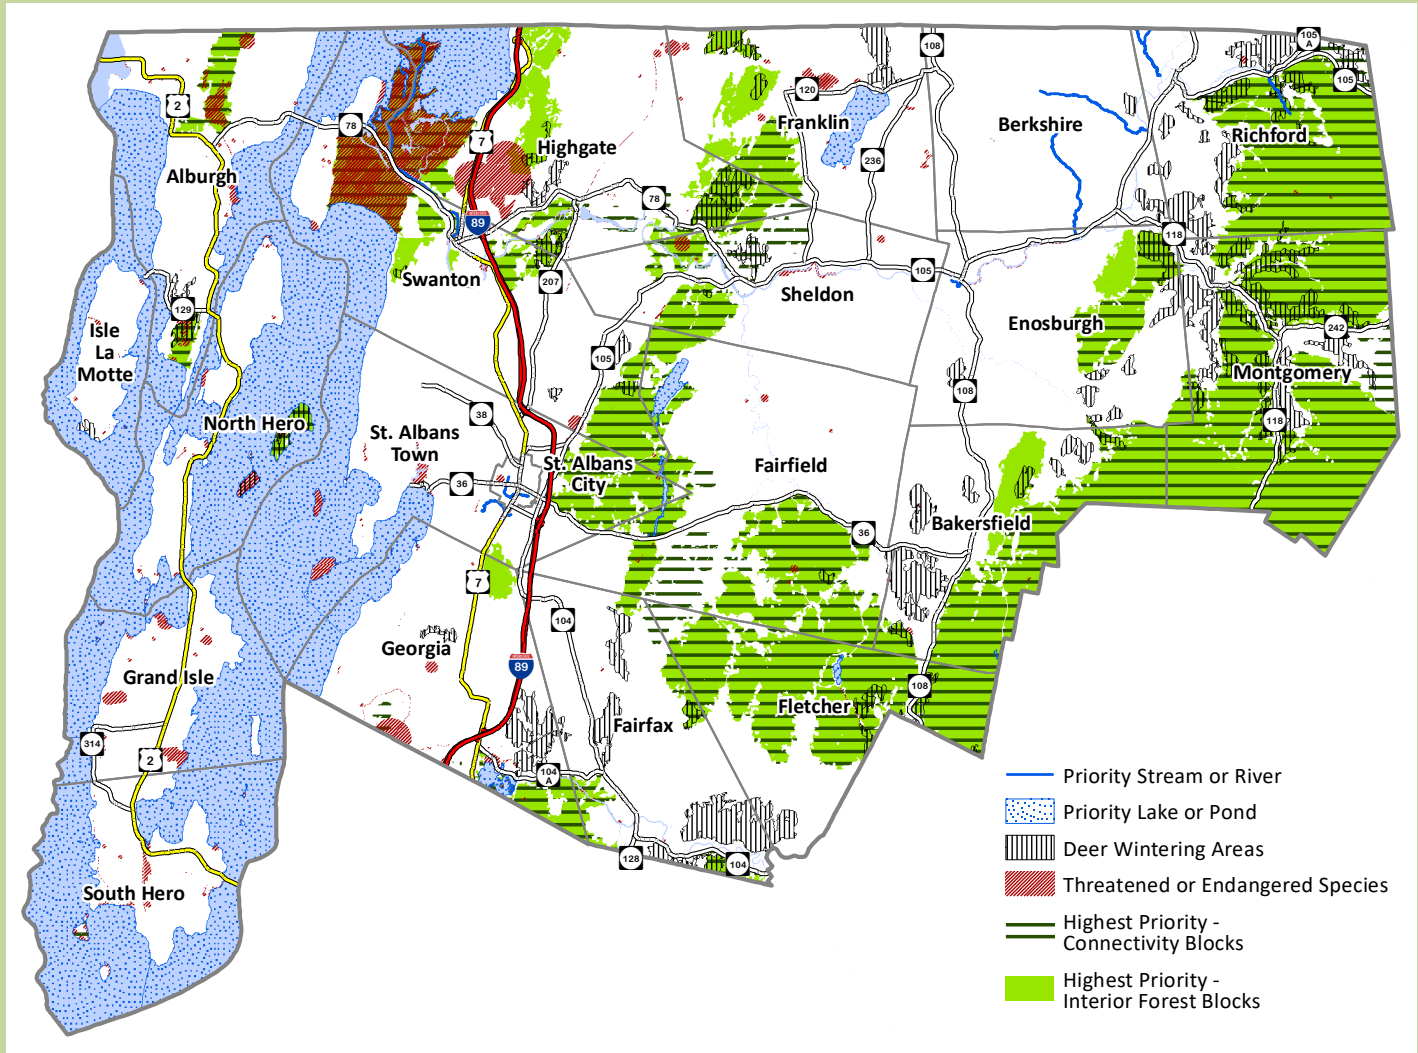 108
105
A
105
2
120
78
Franklin
Berkshire
Richford
7
Highgate
236
Alburgh
78
89
118
Swanton
207
105
Sheldon
129
Isle
La
Motte
Enosburgh
242
105
Montgomery
108
38
118
North Hero
St. Albans
Town
St. Albans
City
Fairfield
36
Bakersfield
36
7
104
Georgia
89
Grand Isle
108
Fletcher
Fairfax
314
2
104
A
128
104
South Hero
Priority Stream or River
Priority Lake or Pond
Deer Wintering Areas
Threatened or Endangered Species
Highest Priority -
Connectivity Blocks
Highest Priority -
Interior Forest Blocks